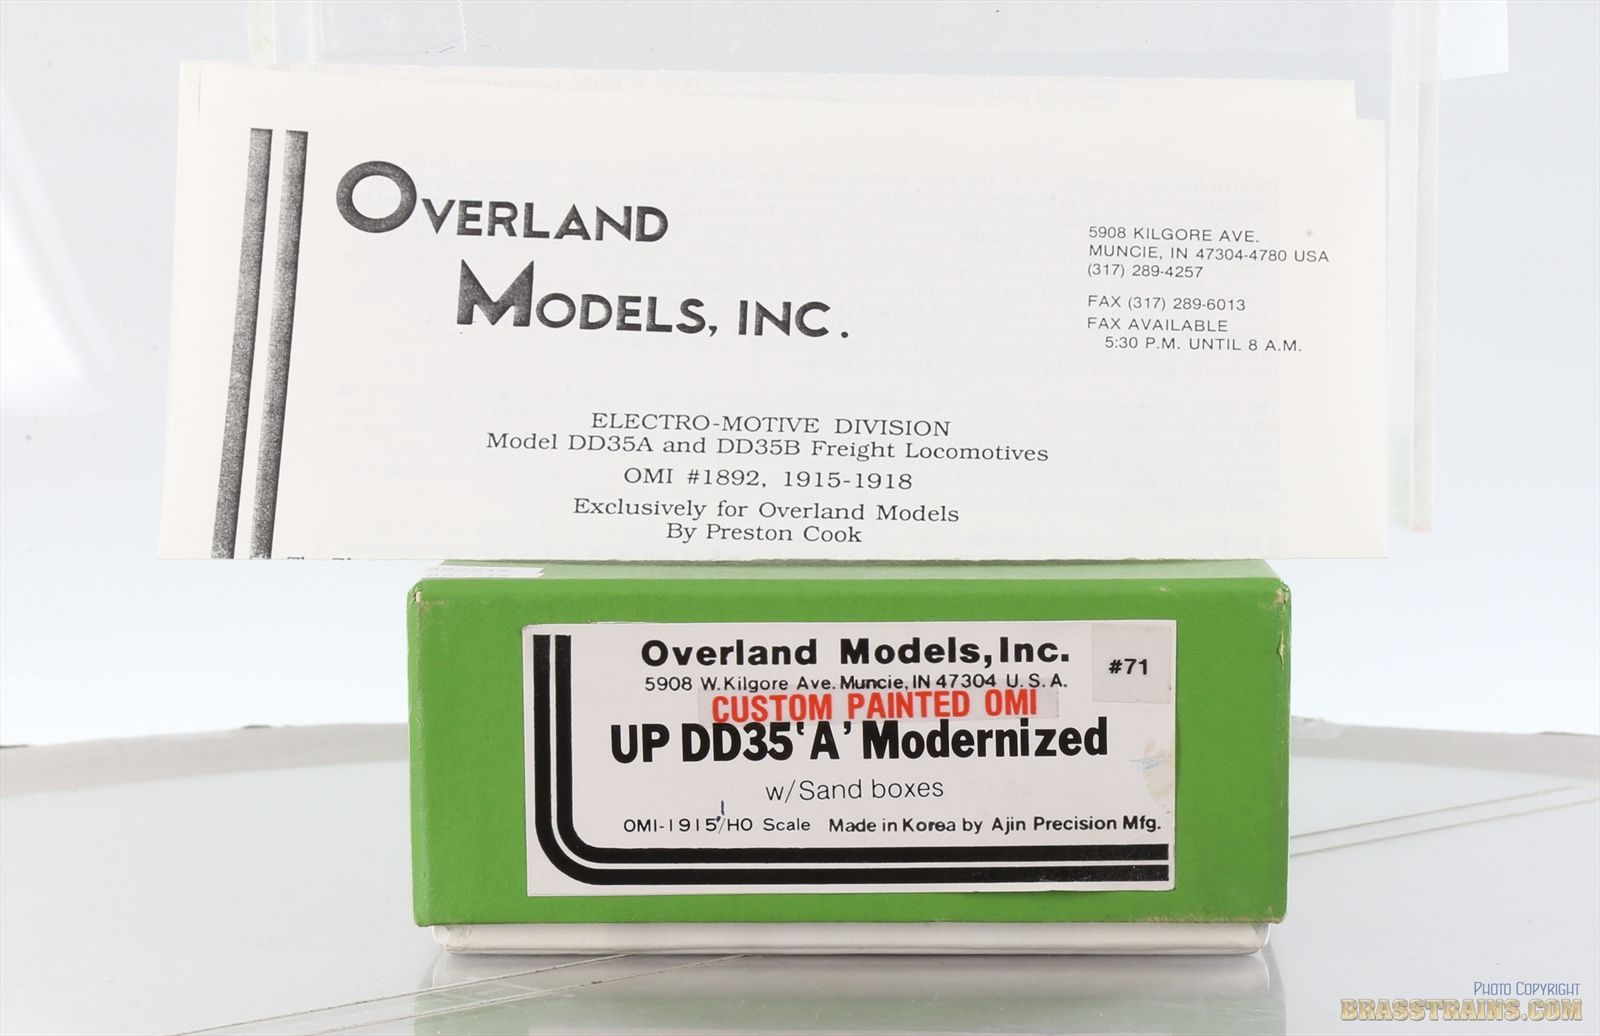 OVERLAND
MODELS, INC.
5908 KILGORE AVE.
MUNCIE, IN 47304-4780 USA
(317) 289-4257
FAX (317) 289-6013
FAX AVAILABLE
5:30 P.M. UNTIL 8 A.M.
ELECTRO-MOTIVE DIVISION
Model DD35A and DD35B Freight Locomotives
OMI #1892, 1915-1918
Exclusively for Overland Models
By Preston Cook
Overland Models, Inc.
#71
5908 W. Kilgore Ave. Muncie, IN 47304 U. S. A.
CUSTOM PAINTED OMI
UP DD35 'A' Modernized
w/Sand boxes
OMI-1915.1/HO Scale Made in Korea by Ajin Precision Mfg.
PHOTO COPYRIGHT
BRASSTRAINS.COM